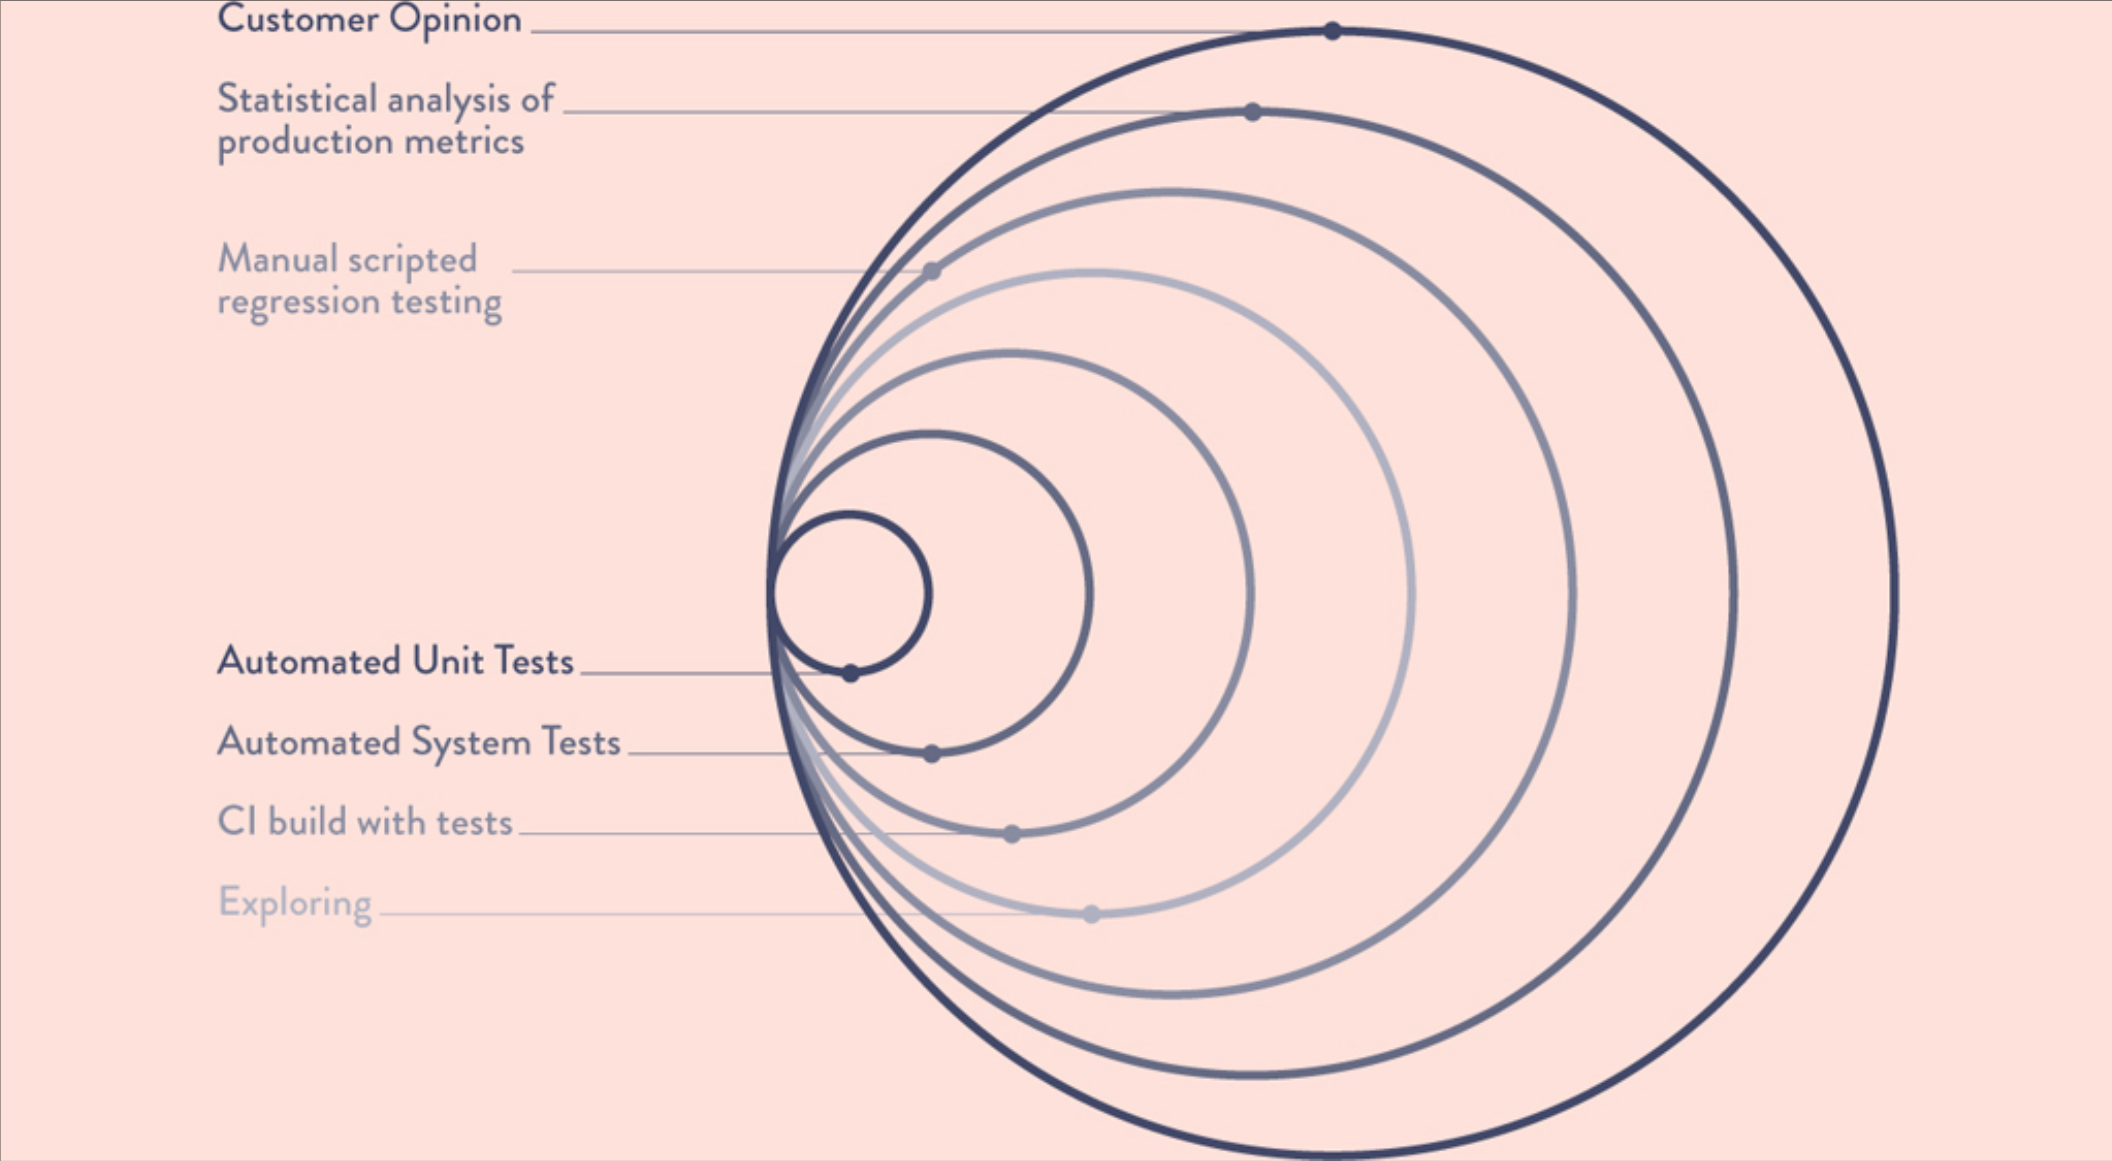 Customer Opinion
Statistical analysis of
production metrics
Manual scripted
regression testing
Automated Unit Tests
Automated System Tests
CI build with tests
Exploring